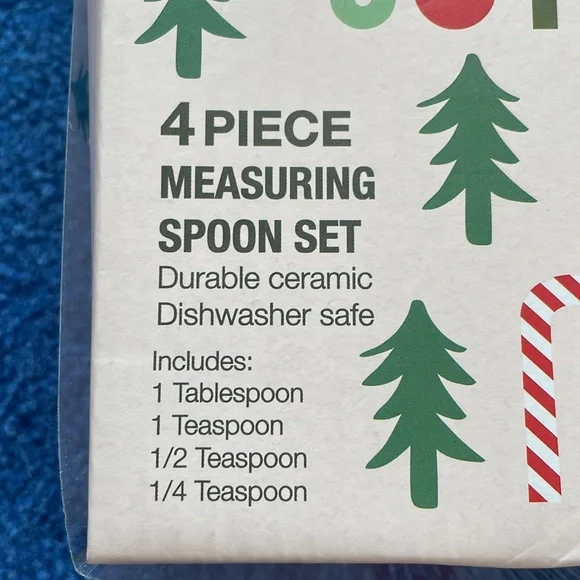 4 PIECE
MEASURING
SPOON SET
Durable ceramic
Dishwasher safe
Includes:
1 Tablespoon
1 Teaspoon
1/2 Teaspoon
1/4 Teaspoon